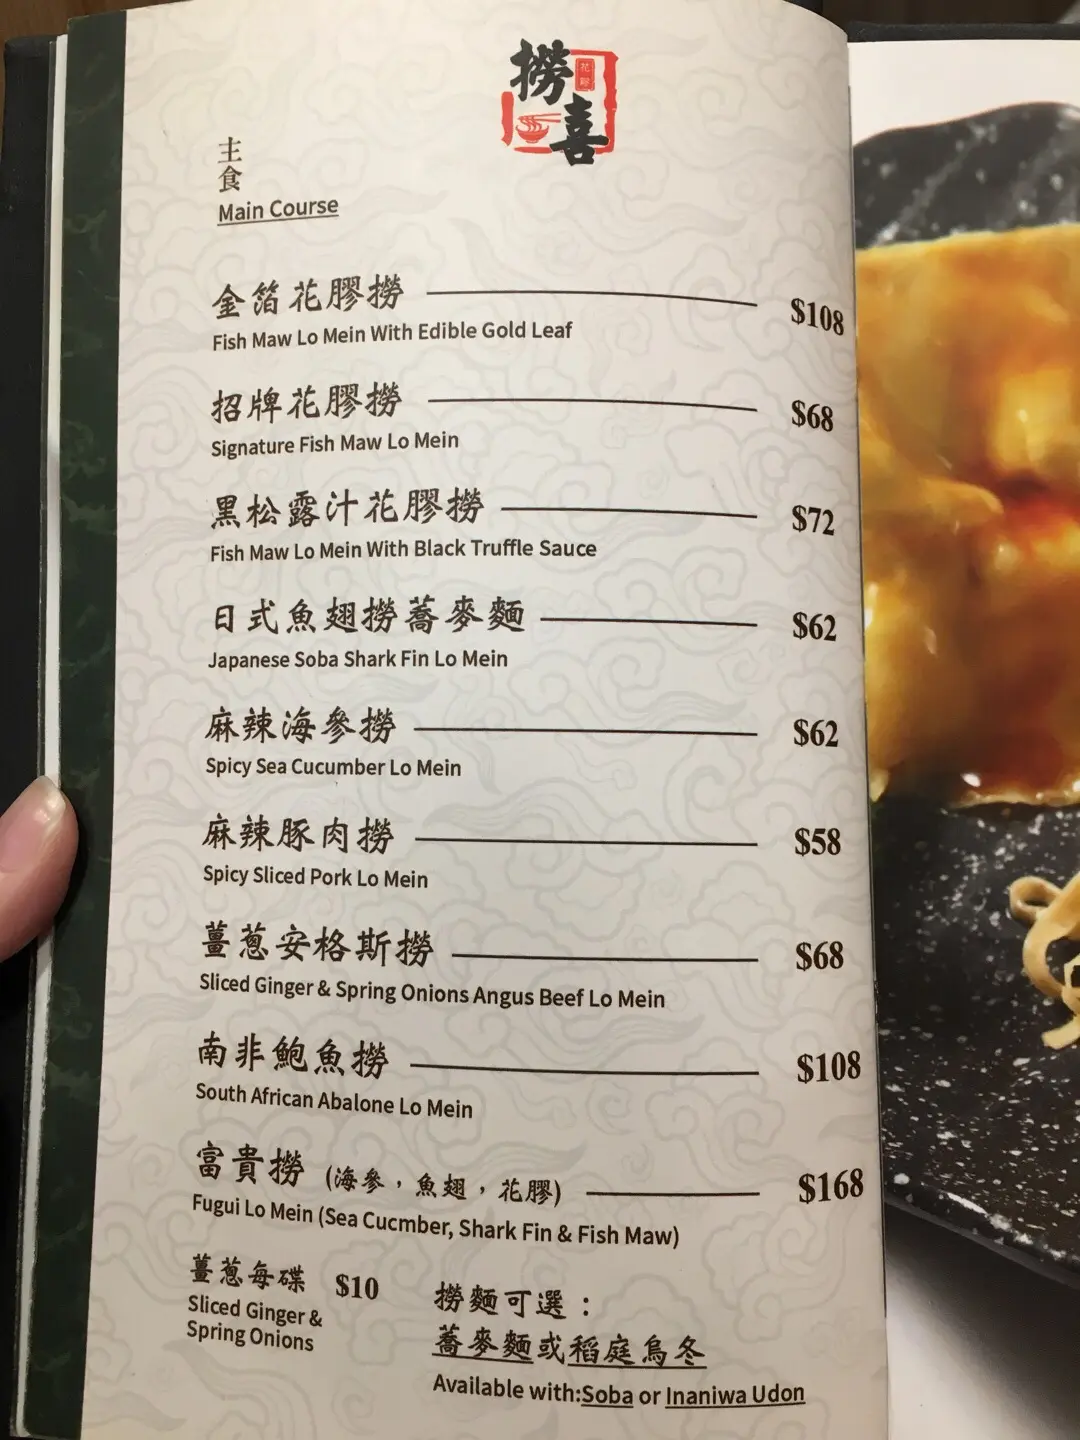 撈喜
花膠
主食
Main Course
金箔花膠撈 $108
Fish Maw Lo Mein With Edible Gold Leaf
招牌花膠撈 $68
Signature Fish Maw Lo Mein
黑松露汁花膠撈 $72
Fish Maw Lo Mein With Black Truffle Sauce
日式魚翅撈蕎麥麵 $62
Japanese Soba Shark Fin Lo Mein
麻辣海參撈 $62
Spicy Sea Cucumber Lo Mein
麻辣豚肉撈 $58
Spicy Sliced Pork Lo Mein
薑蔥安格斯撈 $68
Sliced Ginger & Spring Onions Angus Beef Lo Mein
南非鮑魚撈 $108
South African Abalone Lo Mein
富貴撈 (海參，魚翅，花膠) $168
Fugui Lo Mein (Sea Cucmber, Shark Fin & Fish Maw)
薑蔥每碟 $10
Sliced Ginger &
Spring Onions
撈麵可選：
蕎麥麵或稻庭烏冬
Available with:Soba or Inaniwa Udon